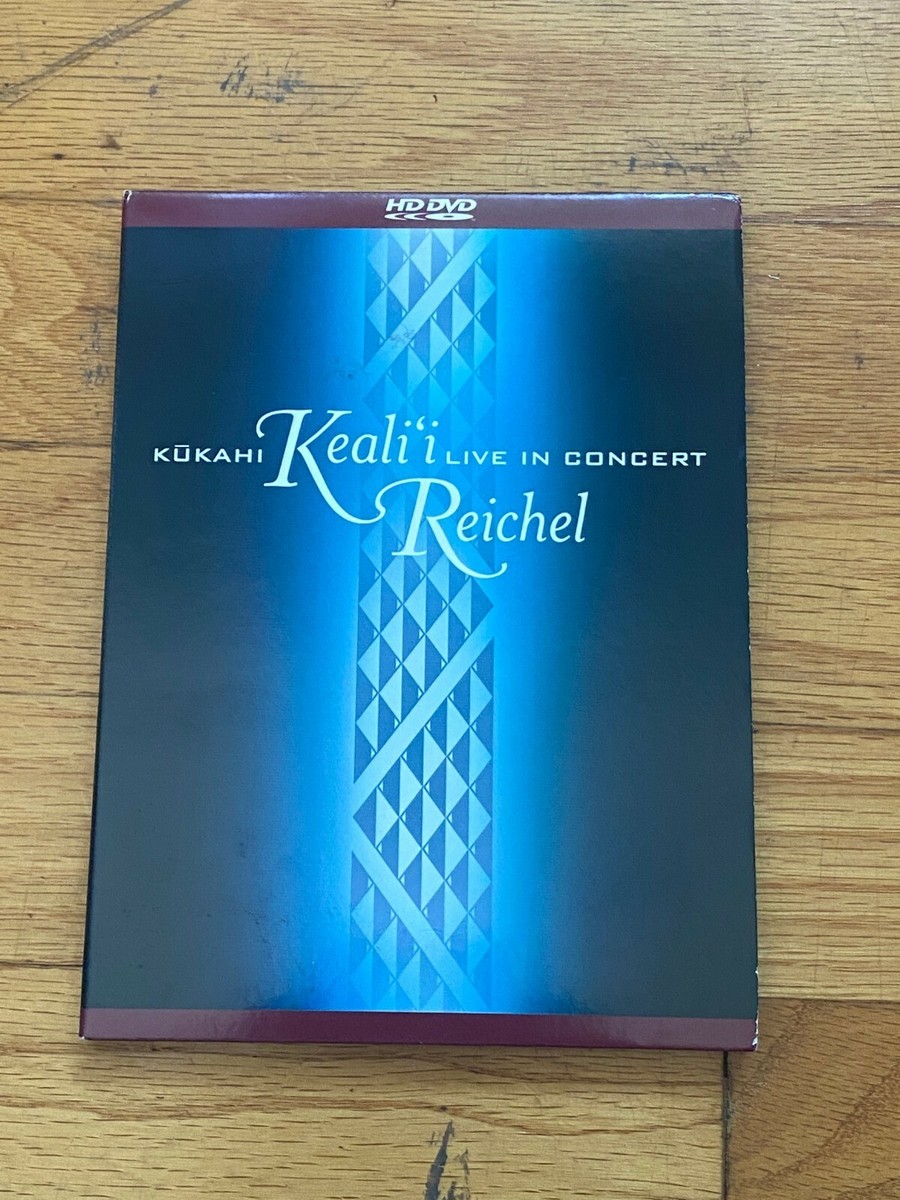 HD DVD
KŪKAHI Keali‘i LIVE IN CONCERT
Reichel